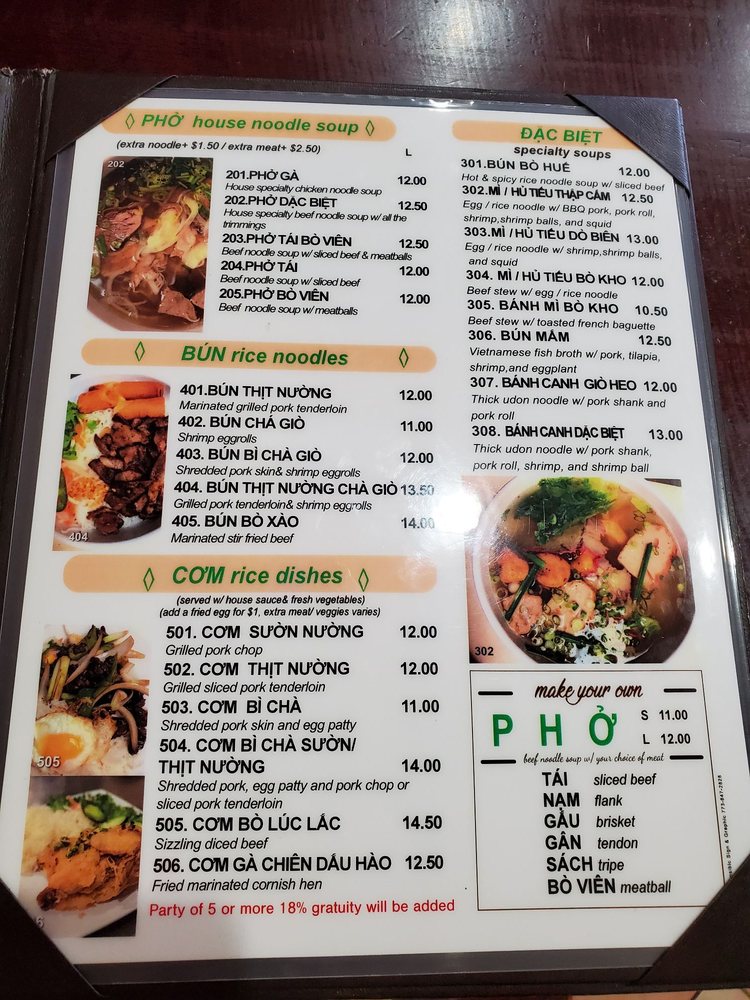 ◊ PHỞ house noodle soup ◊
(extra noodle+ $1.50 / extra meat+ $2.50)
L
202
201.PHỞ GÀ 12.00
House specialty chicken noodle soup
202.PHỞ DẶC BIỆT 12.50
House specialty beef noodle soup w/ all the
trimmings
203.PHỞ TÁI BÒ VIÊN 12.50
Beef noodle soup w/ sliced beef & meatballs
204.PHỞ TÁI 12.00
Beef noodle soup w/ sliced beef
205.PHỞ BÒ VIÊN 12.00
Beef noodle soup w/ meatballs
◊ BÚN rice noodles ◊
401.BÚN THỊT NƯỜNG 12.00
Marinated grilled pork tenderloin
402. BÚN CHÁ GIÒ 11.00
Shrimp eggrolls
403. BÚN BÌ CHÀ GIÒ 12.00
Shredded pork skin& shrimp eggrolls
404. BÚN THỊT NƯỜNG CHÀ GIÒ 13.50
Grilled pork tenderloin& shrimp eggrolls
405. BÚN BÒ XÀO 14.00
Marinated stir fried beef
404
◊ CƠM rice dishes ◊
(served w/ house sauce& fresh vegetables)
(add a fried egg for $1, extra meat/ veggies varies)
501. CƠM SƯỜN NƯỜNG 12.00
Grilled pork chop
502. CƠM THỊT NƯỜNG 12.00
Grilled sliced pork tenderloin
503. CƠM BÌ CHÀ 11.00
Shredded pork skin and egg patty
504. CƠM BÌ CHÀ SƯỜN/
THỊT NƯỜNG 14.00
Shredded pork, egg patty and pork chop or
sliced pork tenderloin
505. CƠM BÒ LÚC LẮC 14.50
Sizzling diced beef
506. CƠM GÀ CHIÊN DẦU HÀO 12.50
Fried marinated cornish hen
505
6
Party of 5 or more 18% gratuity will be added
ĐẶC BIỆT
specialty soups
301.BÚN BÒ HUẾ 12.00
Hot & spicy rice noodle soup w/ sliced beef
302.MÌ / HỦ TIẾU THẬP CẨM 12.50
Egg / rice noodle w/ BBQ pork, pork roll,
shrimp,shrimp balls, and squid
303.MÌ / HỦ TIẾU DÒ BIÊN 13.00
Egg / rice noodle w/ shrimp,shrimp balls,
and squid
304. MÌ / HỦ TIẾU BÒ KHO 12.00
Beef stew w/ egg / rice noodle
305. BÁNH MÌ BÒ KHO 10.50
Beef stew w/ toasted french baguette
306. BÚN MẮM 12.50
Vietnamese fish broth w/ pork, tilapia,
shrimp,and eggplant
307. BÁNH CANH GIÒ HEO 12.00
Thick udon noodle w/ pork shank and
pork roll
308. BÁNH CANH DẶC BIỆT 13.00
Thick udon noodle w/ pork shank,
pork roll, shrimp, and shrimp ball
302
make your own
PHỞ S 11.00
L 12.00
beef noodle soup w/ your choice of meat
TÁI sliced beef
NẠM flank
GẦU brisket
GÂN tendon
SÁCH tripe
BÒ VIÊN meatball
Sign & Graphic 773-841-2828